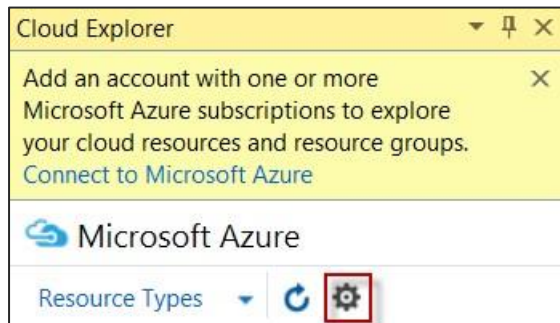 Cloud Explorer
Add an account with one or more
Microsoft Azure subscriptions to explore
your cloud resources and resource groups.
Connect to Microsoft Azure
Microsoft Azure
Resource Types